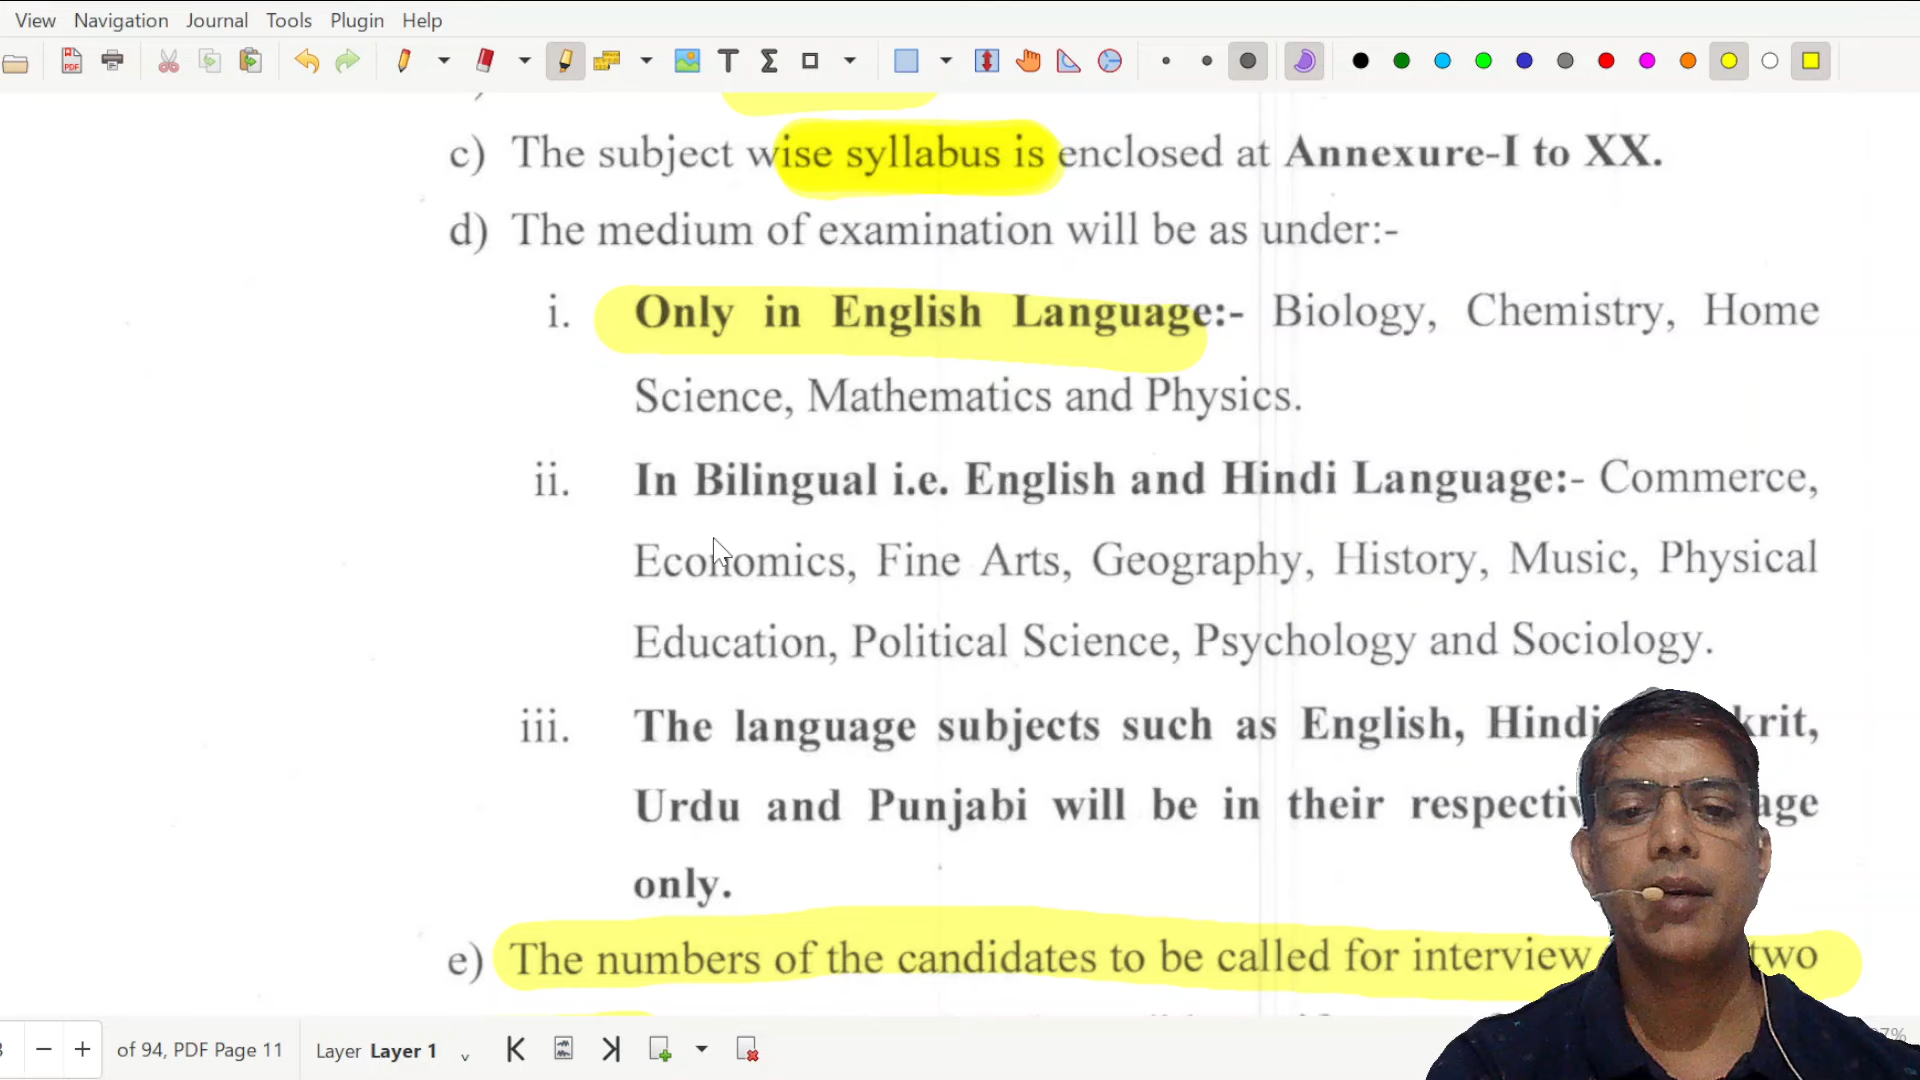 View Navigation Journal Tools Plugin Help
c) The subject wise syllabus is enclosed at Annexure-I to XX.
d) The medium of examination will be as under:-
i. Only in English Language:- Biology, Chemistry, Home
Science, Mathematics and Physics.
ii. In Bilingual i.e. English and Hindi Language:- Commerce,
Economics, Fine Arts, Geography, History, Music, Physical
Education, Political Science, Psychology and Sociology.
iii. The language subjects such as English, Hindi
Urdu and Punjabi will be in their
only.
e) The numbers of the candidates to be called for interview two
of 94, PDF Page 11 Layer Layer 1